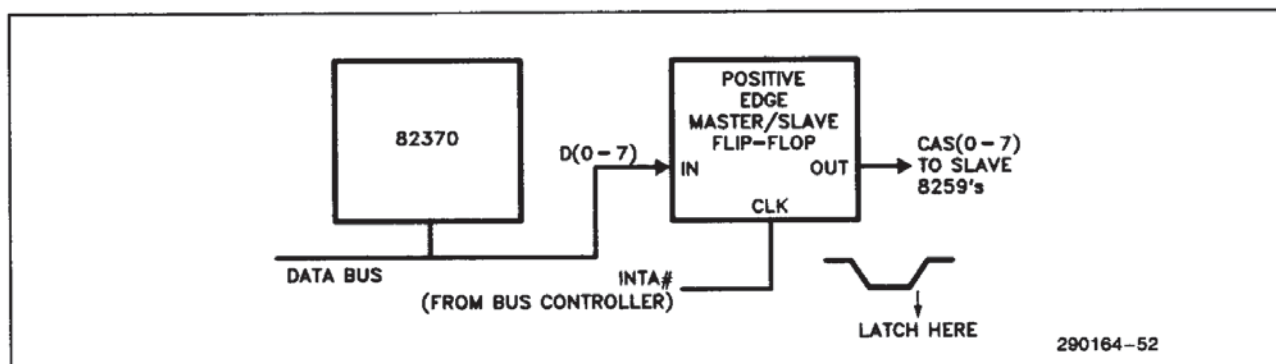 82370
DATA BUS
D(0-7)
POSITIVE
EDGE
MASTER/SLAVE
FLIP-FLOP
IN
OUT
CLK
CAS(0-7)
TO SLAVE
8259's
INTA#
(FROM BUS CONTROLLER)
LATCH HERE
290164-52